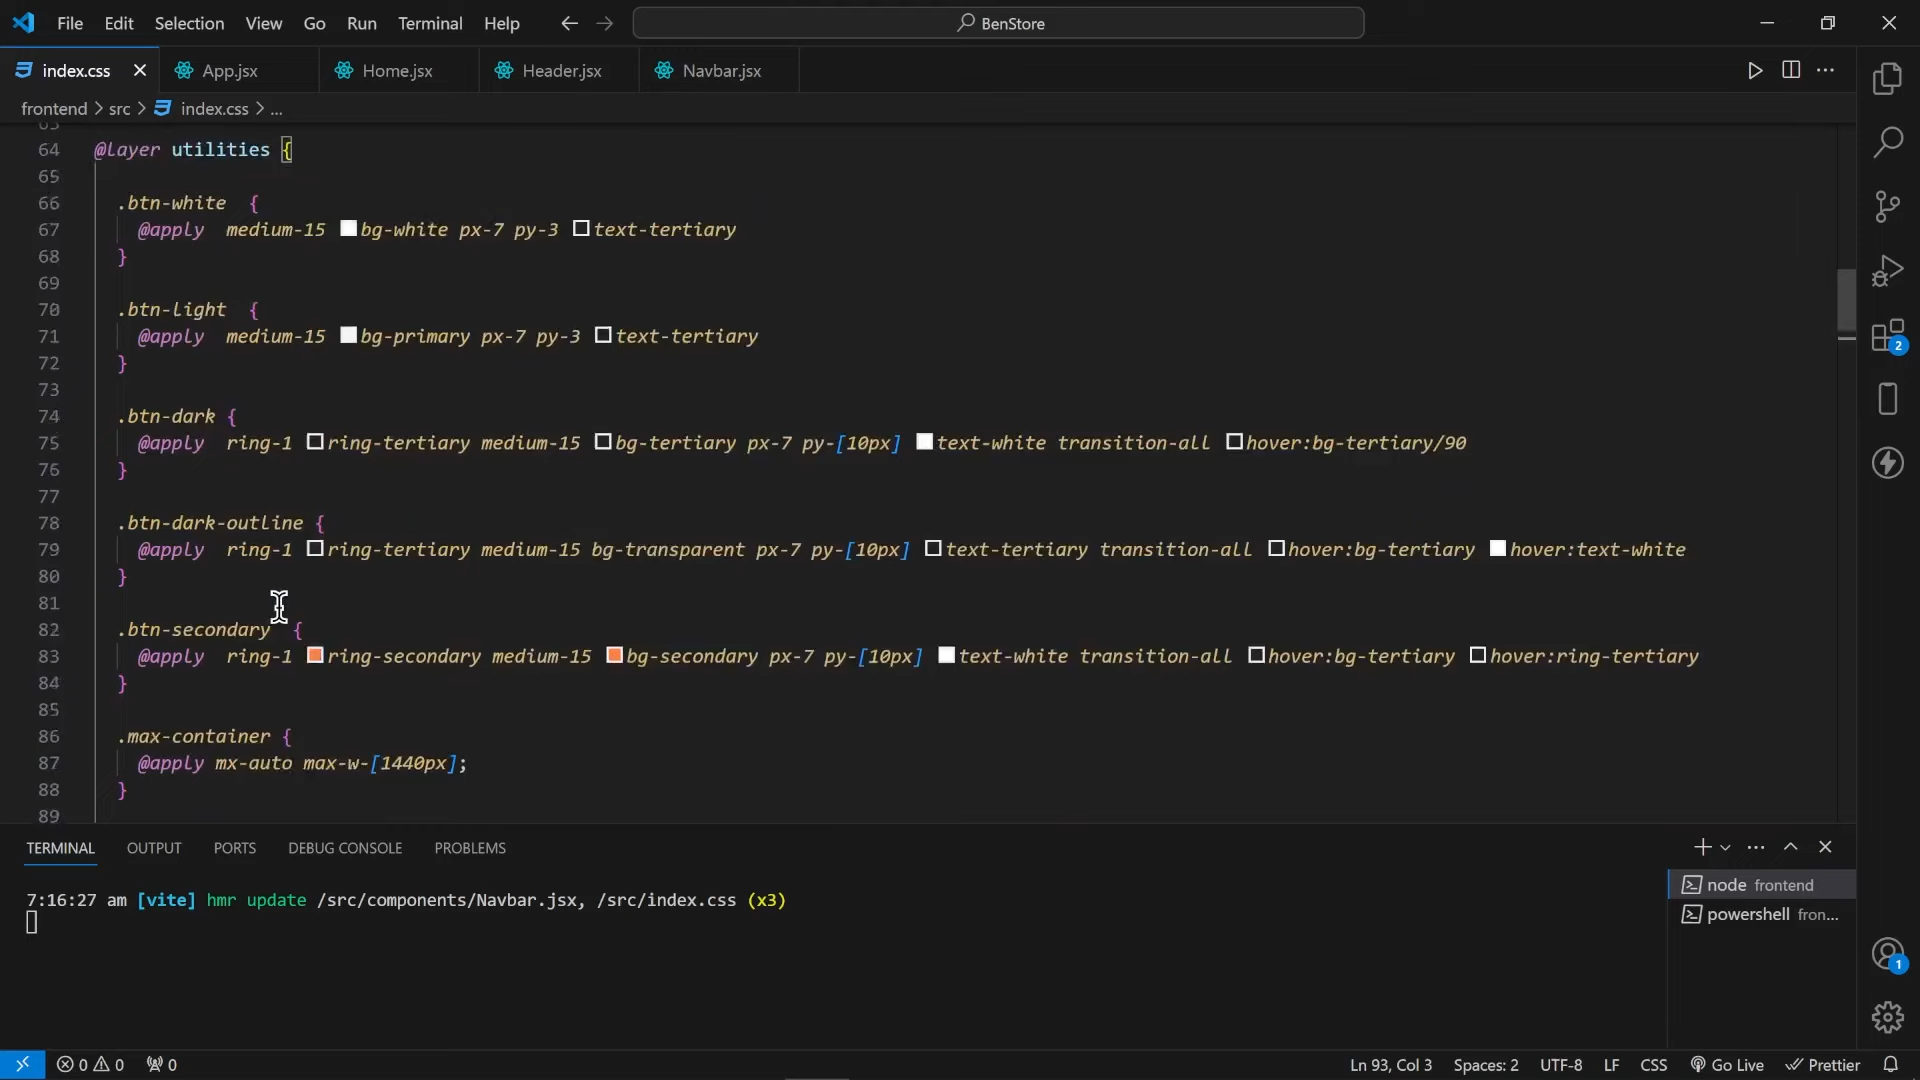 File Edit Selection View Go Run Terminal Help BenStore
index.css App.jsx Home.jsx Header.jsx Navbar.jsx
frontend > src > index.css > ...
63
64 @layer utilities {
65
66 .btn-white {
67 @apply medium-15 bg-white px-7 py-3 text-tertiary
68 }
69
70 .btn-light {
71 @apply medium-15 bg-primary px-7 py-3 text-tertiary
72 }
73
74 .btn-dark {
75 @apply ring-1 ring-tertiary medium-15 bg-tertiary px-7 py-[10px] text-white transition-all hover:bg-tertiary/90
76 }
77
78 .btn-dark-outline {
79 @apply ring-1 ring-tertiary medium-15 bg-transparent px-7 py-[10px] text-tertiary transition-all hover:bg-tertiary hover:text-white
80 }
81
82 .btn-secondary {
83 @apply ring-1 ring-secondary medium-15 bg-secondary px-7 py-[10px] text-white transition-all hover:bg-tertiary hover:ring-tertiary
84 }
85
86 .max-container {
87 @apply mx-auto max-w-[1440px];
88 }
89
2
TERMINAL OUTPUT PORTS DEBUG CONSOLE PROBLEMS
7:16:27 am [vite] hmr update /src/components/Navbar.jsx, /src/index.css (x3)
node frontend
powershell fron...
1
0 0 0 Ln 93, Col 3 Spaces: 2 UTF-8 LF CSS Go Live Prettier